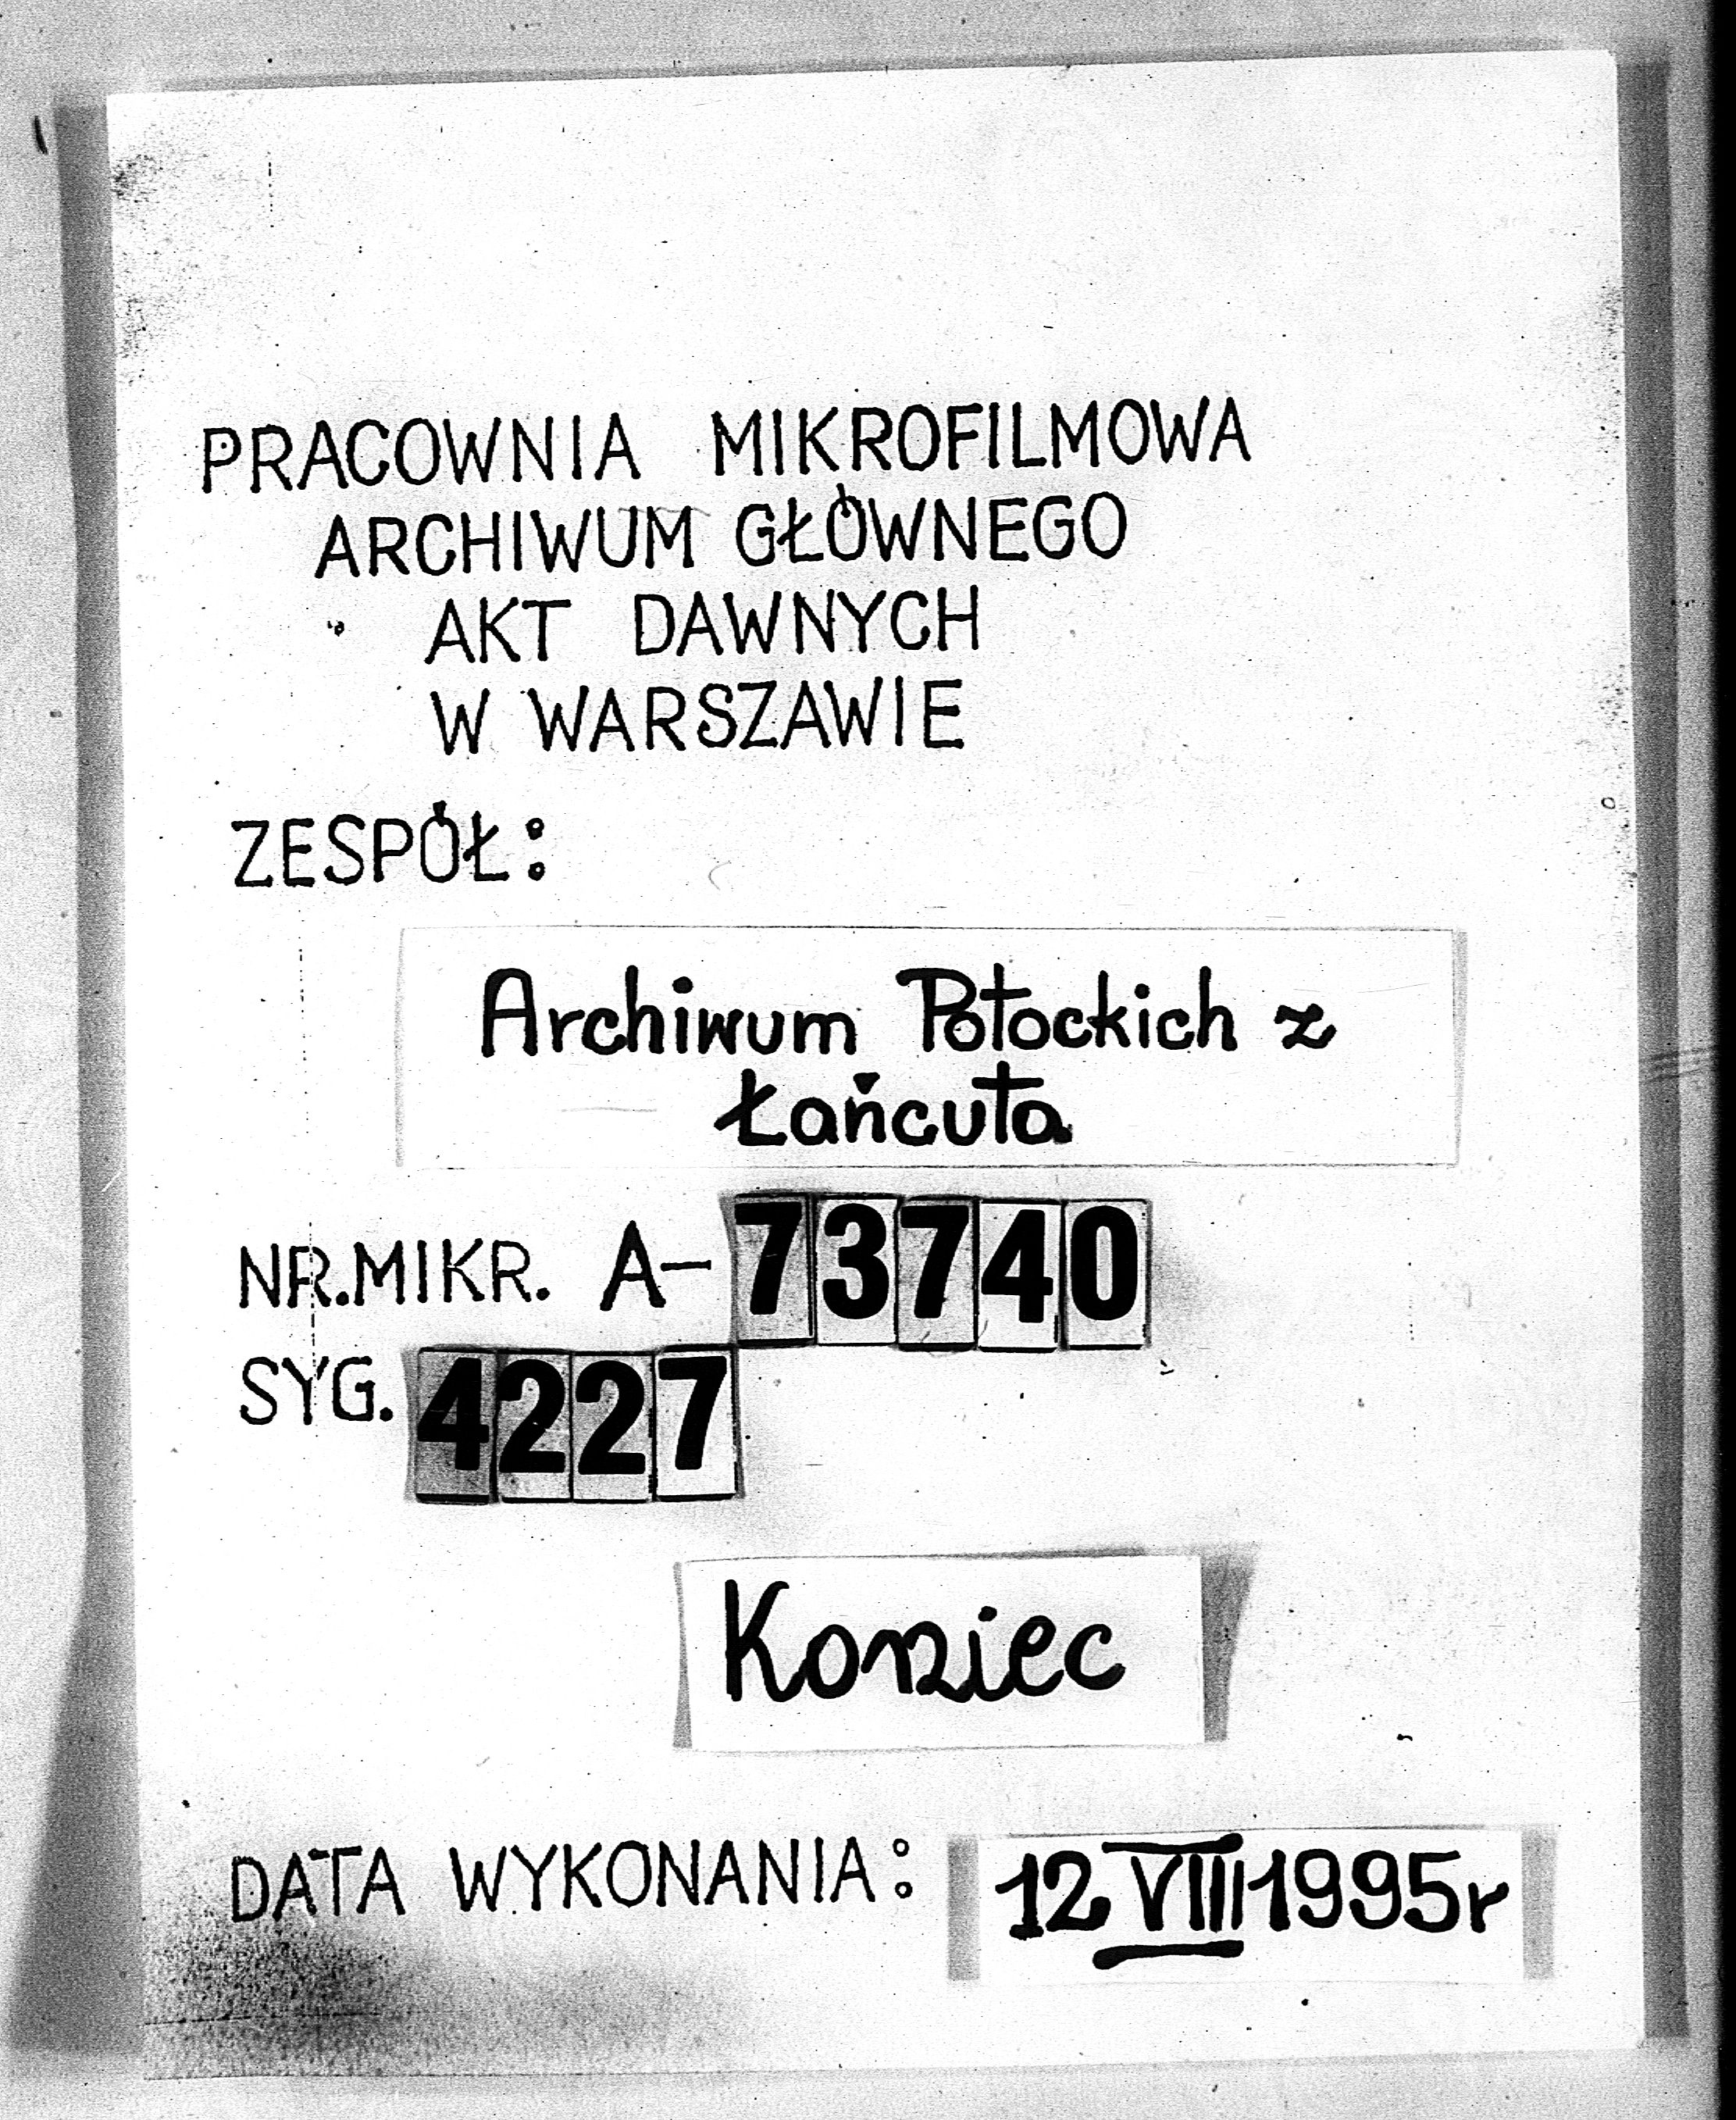 PRACOWNIA MIKROFILMOWA
ARCHIWUM GŁÓWNEGO
AKT DAWNYCH
W WARSZAWIE
ZESPÓŁ:
Archiwum Potockich z
Łańcuta
NR.MIKR. A-73740
SYG. 4227
Koniec
DATA WYKONANIA: 12 VIII 1995r